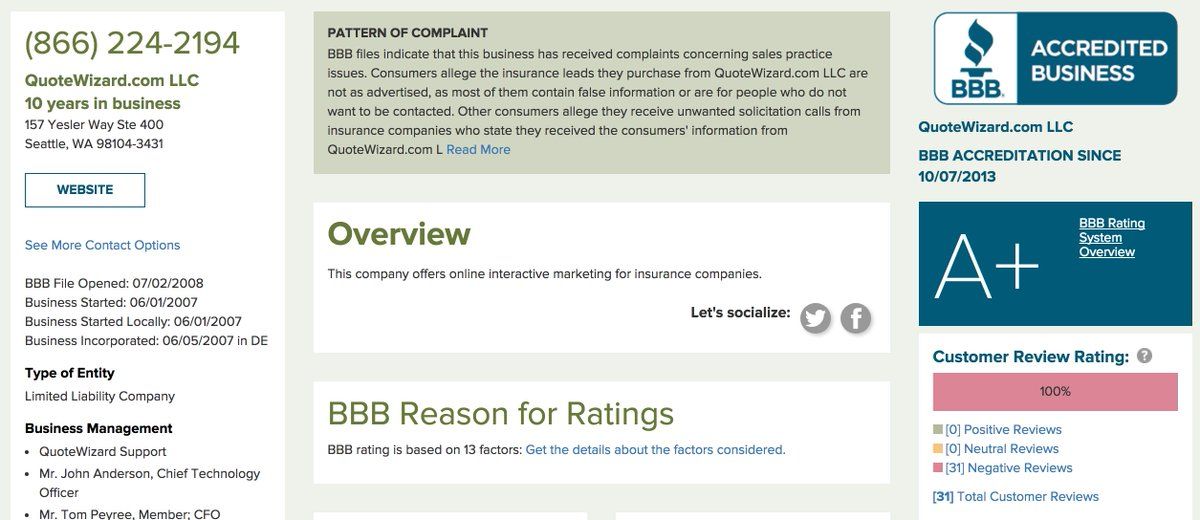 (866) 224-2194
QuoteWizard.com LLC
10 years in business
157 Yesler Way Ste 400
Seattle, WA 98104-3431
WEBSITE
See More Contact Options
BBB File Opened: 07/02/2008
Business Started: 06/01/2007
Business Started Locally: 06/01/2007
Business Incorporated: 06/05/2007 in DE
Type of Entity
Limited Liability Company
Business Management
• QuoteWizard Support
• Mr. John Anderson, Chief Technology
Officer
• Mr. Tom Peyree, Member; CFO
PATTERN OF COMPLAINT
BBB files indicate that this business has received complaints concerning sales practice
issues. Consumers allege the insurance leads they purchase from QuoteWizard.com LLC are
not as advertised, as most of them contain false information or are for people who do not
want to be contacted. Other consumers allege they receive unwanted solicitation calls from
insurance companies who state they received the consumers' information from
QuoteWizard.com L Read More
Overview
This company offers online interactive marketing for insurance companies.
Let's socialize:
BBB Reason for Ratings
BBB rating is based on 13 factors: Get the details about the factors considered.
BBB.
ACCREDITED
BUSINESS
QuoteWizard.com LLC
BBB ACCREDITATION SINCE
10/07/2013
A+
BBB Rating
System
Overview
Customer Review Rating: ?
100%
[0] Positive Reviews
[0] Neutral Reviews
[31] Negative Reviews
[31] Total Customer Reviews